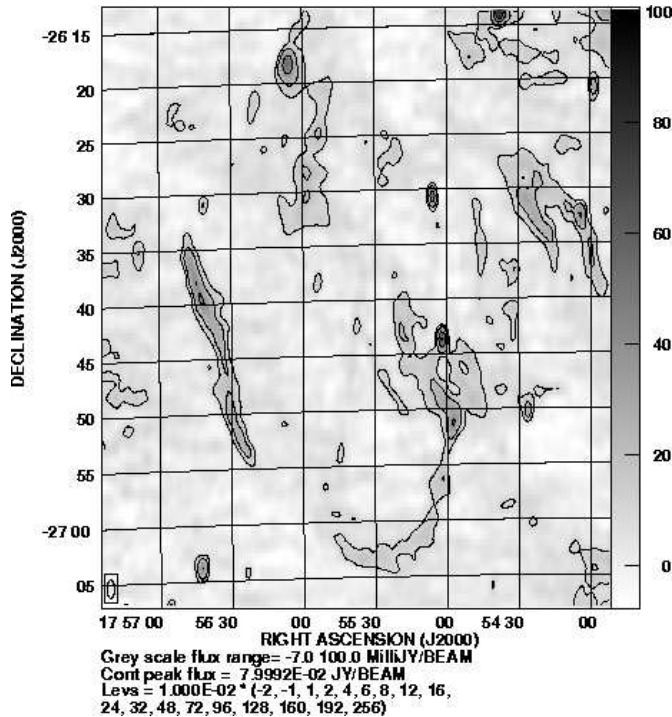 100
-26 15
20
80
25
30
60
35
40
40
45
50
20
55
-27 00
0
05
17 57 00 56 30 00 55 30 00 54 30 00
DECLINATION (J2000)
RIGHT ASCENSION (J2000)
Grey scale flux range= -7.0 100.0 MilliJY/BEAM
Cont peak flux = 7.9992E-02 JY/BEAM
Levs = 1.000E-02 * (-2, -1, 1, 2, 4, 6, 8, 12, 16,
24, 32, 48, 72, 96, 128, 160, 192, 256)